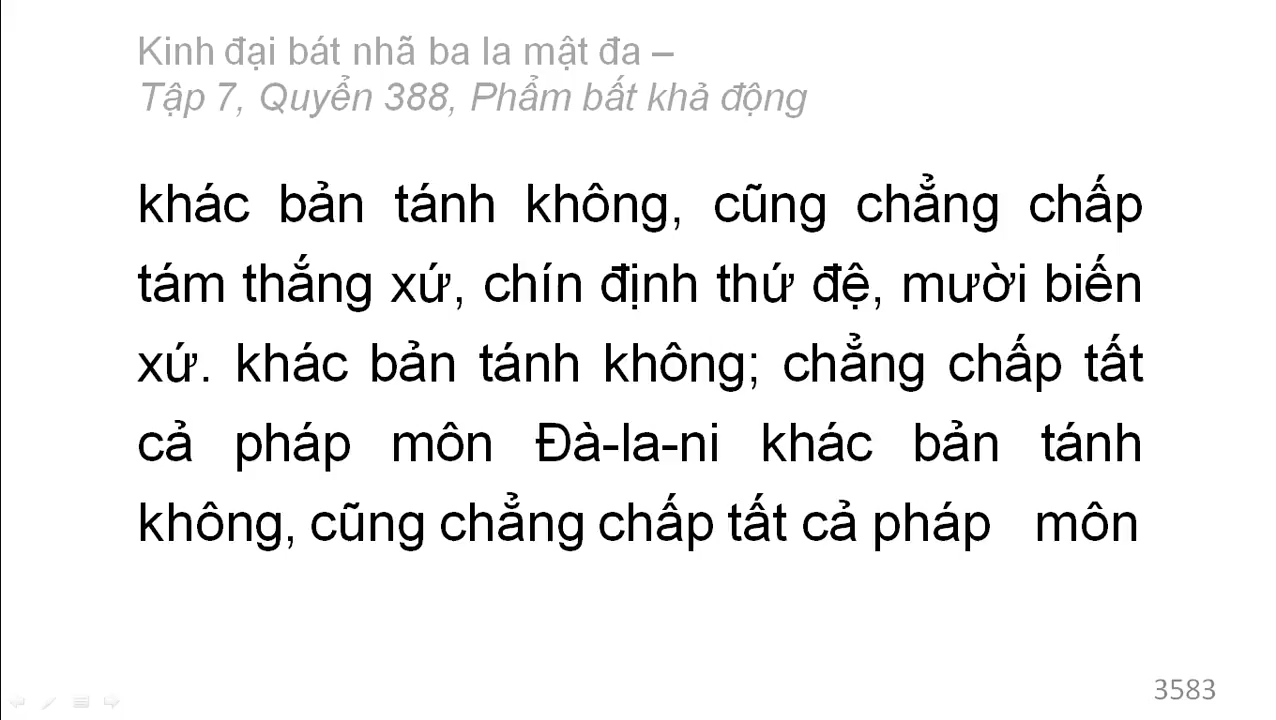 Kinh đại bát nhã ba la mật đa –
Tập 7, Quyển 388, Phẩm bất khả động
khác bản tánh không, cũng chẳng chấp
tám thắng xứ, chín định thứ đệ, mười biến
xứ. khác bản tánh không; chẳng chấp tất
cả pháp môn Đà-la-ni khác bản tánh
không, cũng chẳng chấp tất cả pháp môn
3583